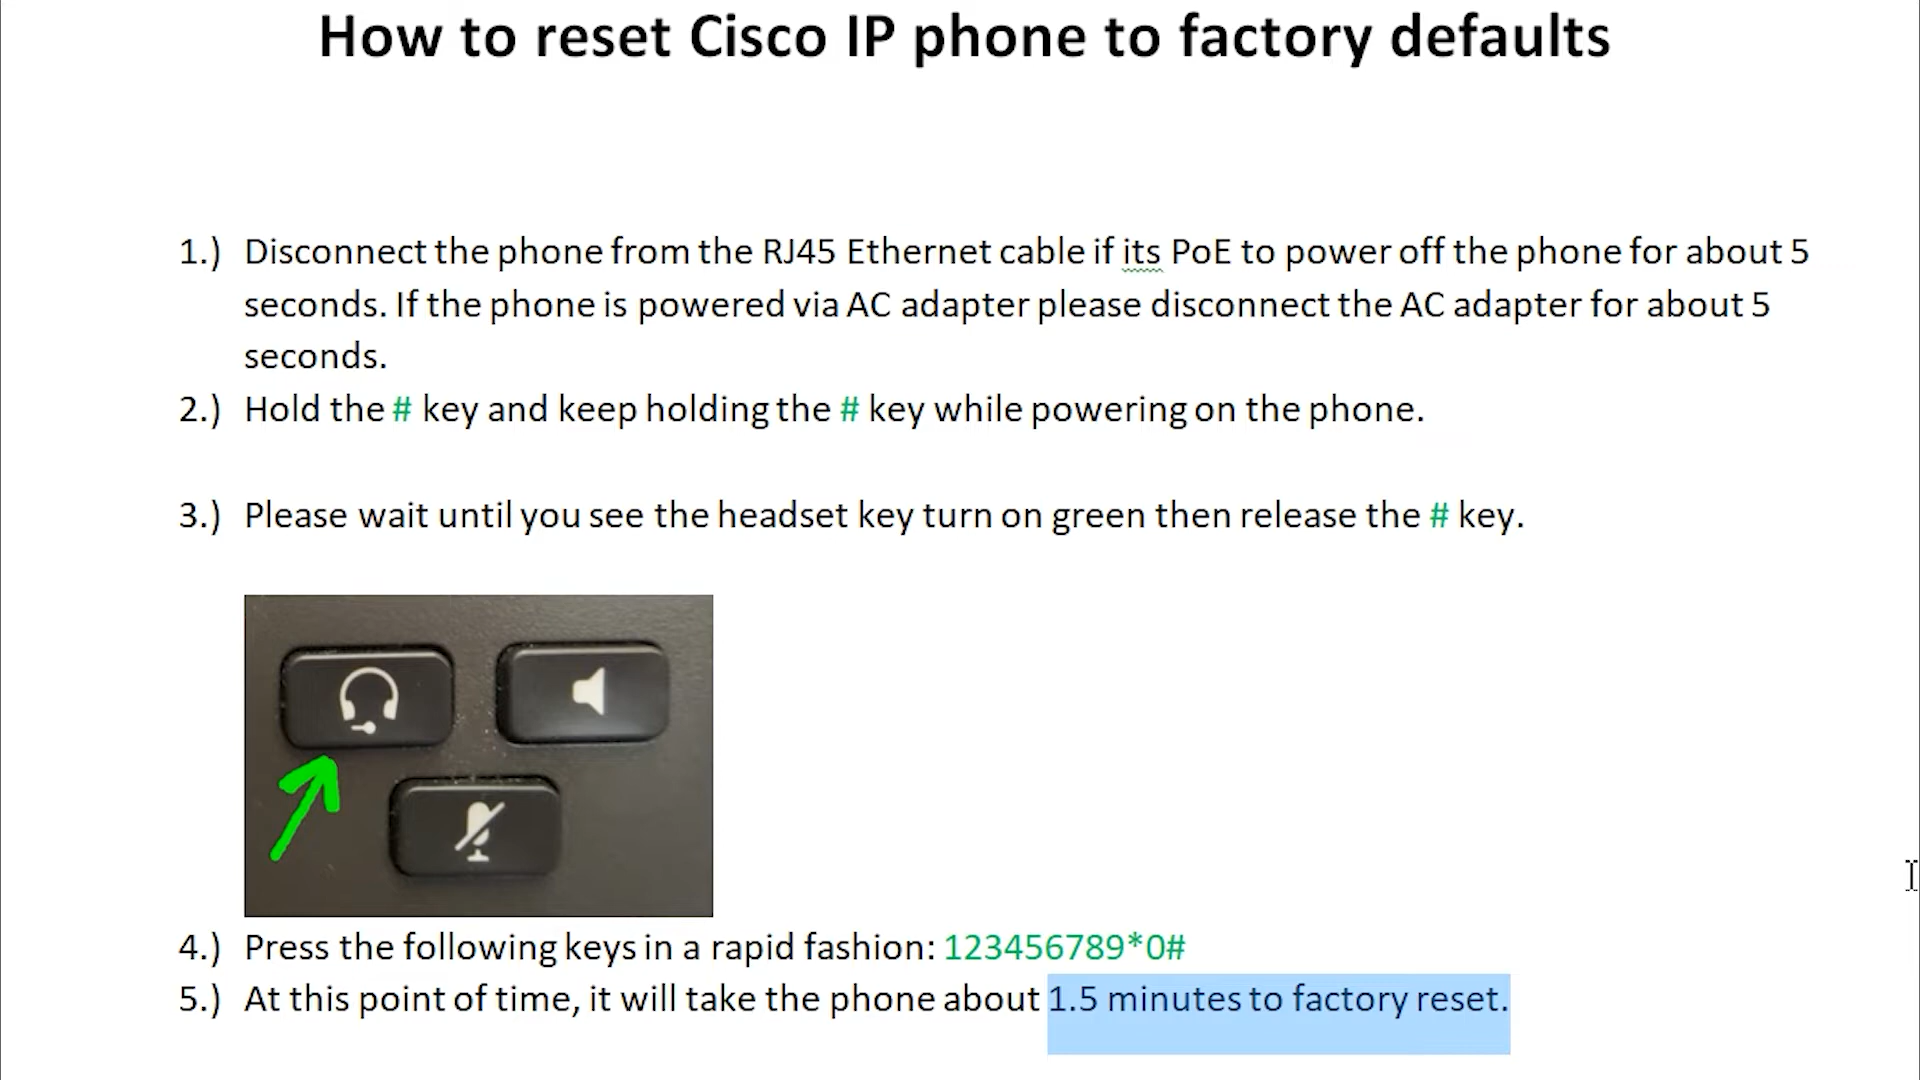 How to reset Cisco IP phone to factory defaults
1.) Disconnect the phone from the RJ45 Ethernet cable if its PoE to power off the phone for about 5
seconds. If the phone is powered via AC adapter please disconnect the AC adapter for about 5
seconds.
2.) Hold the # key and keep holding the # key while powering on the phone.
3.) Please wait until you see the headset key turn on green then release the # key.
4.) Press the following keys in a rapid fashion: 123456789*0#
5.) At this point of time, it will take the phone about 1.5 minutes to factory reset.